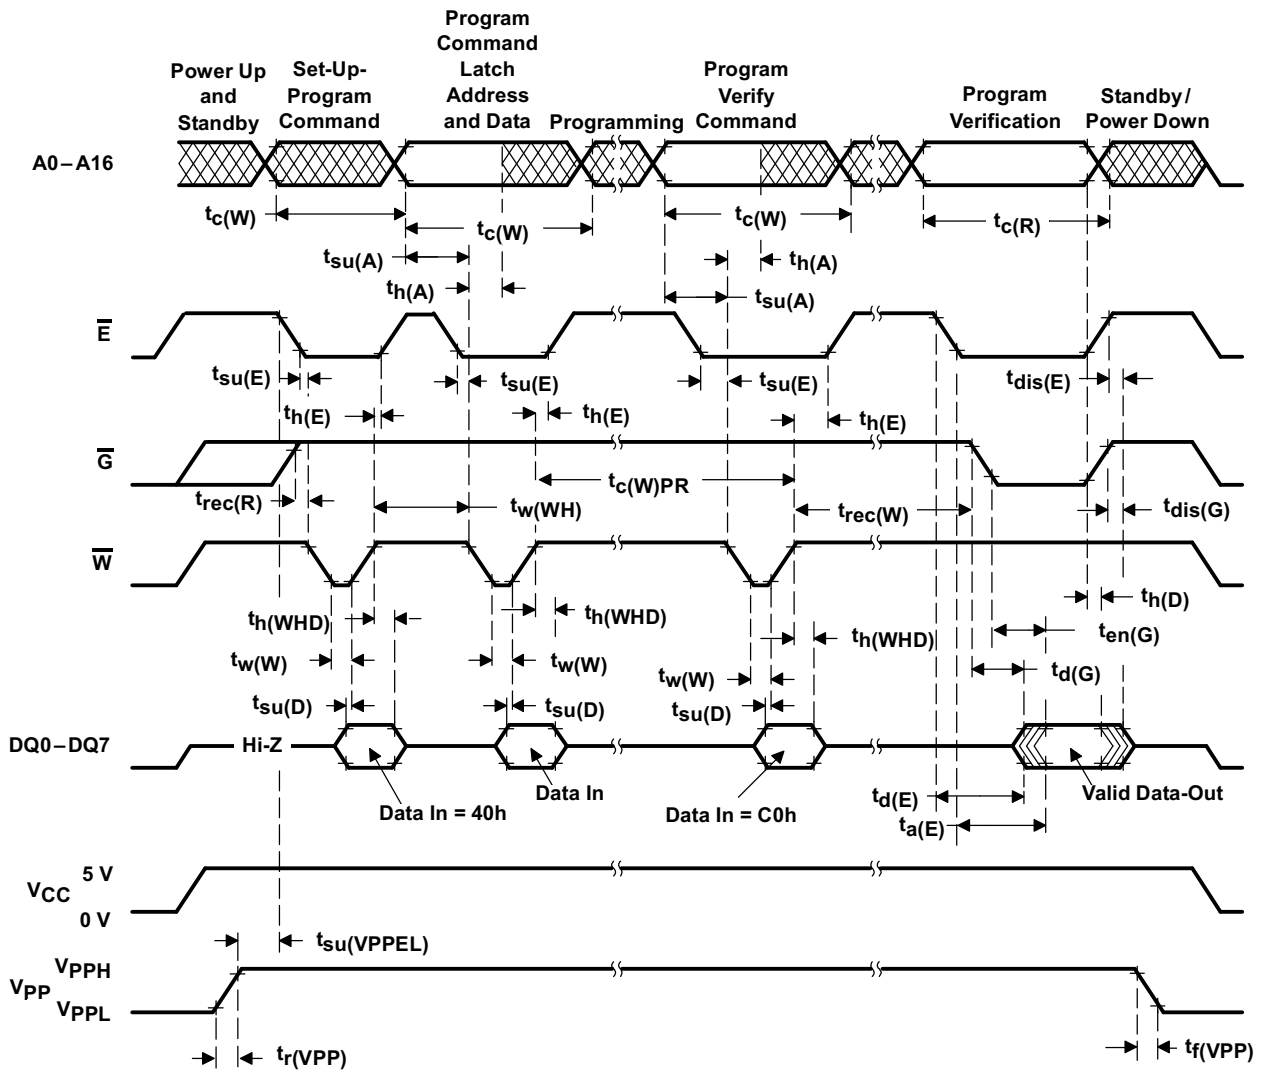 Power Up
and
Standby
Set-Up-
Program
Command
Program
Command
Latch
Address
and Data
Programming
Program
Verify
Command
Program
Verification
Standby/
Power Down
A0–A16
tc(W)
tc(W)
tc(W)
tc(R)
tsu(A)
th(A)
th(A)
tsu(A)
E
tsu(E)
tsu(E)
tsu(E)
tdis(E)
th(E)
th(E)
th(E)
G
tc(W)PR
trec(R)
tw(WH)
trec(W)
tdis(G)
W
th(D)
th(WHD)
th(WHD)
th(WHD)
ten(G)
tw(W)
tw(W)
tw(W)
td(G)
tsu(D)
tsu(D)
tsu(D)
DQ0–DQ7
Hi-Z
Data In = 40h
Data In
Data In = C0h
Valid Data-Out
td(E)
ta(E)
VCC
5 V
0 V
tsu(VPPEL)
VPP
VPPH
VPPL
tr(VPP)
tf(VPP)